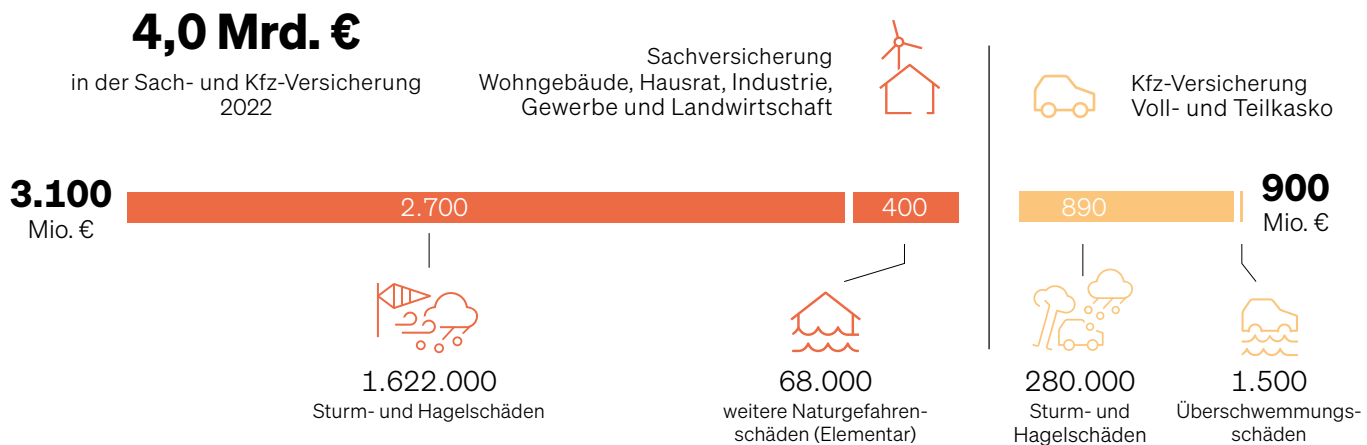 4,0 Mrd. €
in der Sach- und Kfz-Versicherung
2022
Sachversicherung
Wohngebäude, Hausrat, Industrie,
Gewerbe und Landwirtschaft
Kfz-Versicherung
Voll- und Teilkasko
3.100
Mio. €
2.700
400
890
900
Mio. €
1.622.000
Sturm- und Hagelschäden
68.000
weitere Naturgefahren-
schäden (Elementar)
280.000
Sturm- und
Hagelschäden
1.500
Überschwemmungs-
schäden